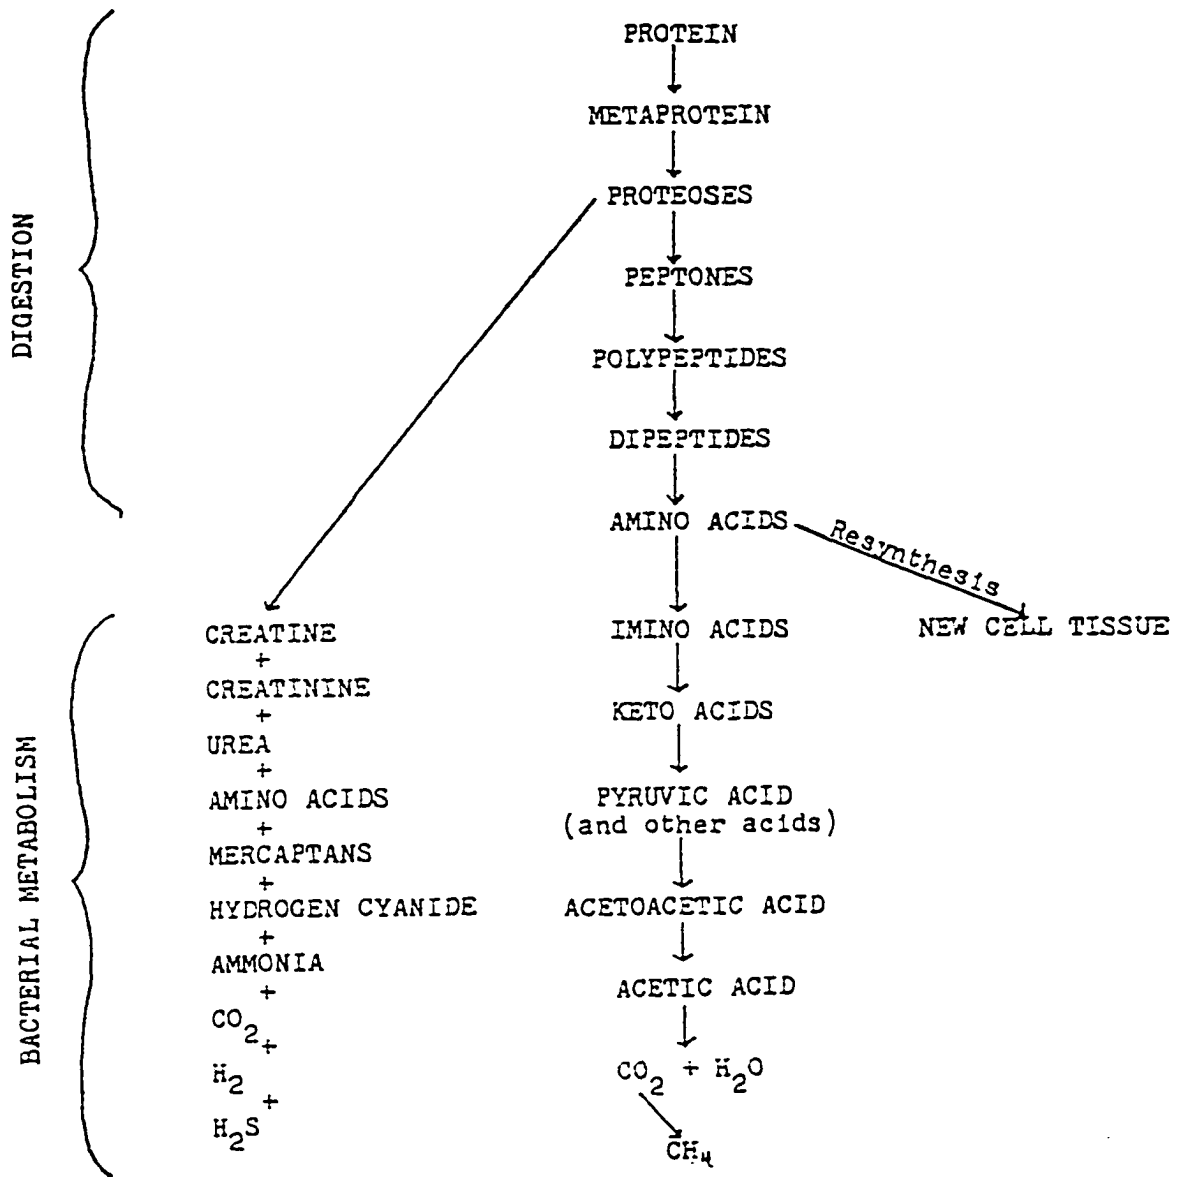 DIGESTION
PROTEIN
METAPROTEIN
PROTEOSES
PEPTONES
POLYPEPTIDES
DIPEPTIDES
AMINO ACIDS
Resynthesis
NEW CELL TISSUE
BACTERIAL METABOLISM
CREATINE
+
CREATININE
+
UREA
+
AMINO ACIDS
+
MERCAPTANS
+
HYDROGEN CYANIDE
+
AMMONIA
+
CO2
+
H2
+
H2S
IMINO ACIDS
KETO ACIDS
PYRUVIC ACID
(and other acids)
ACETOACETIC ACID
ACETIC ACID
CO2 + H2O
CH4